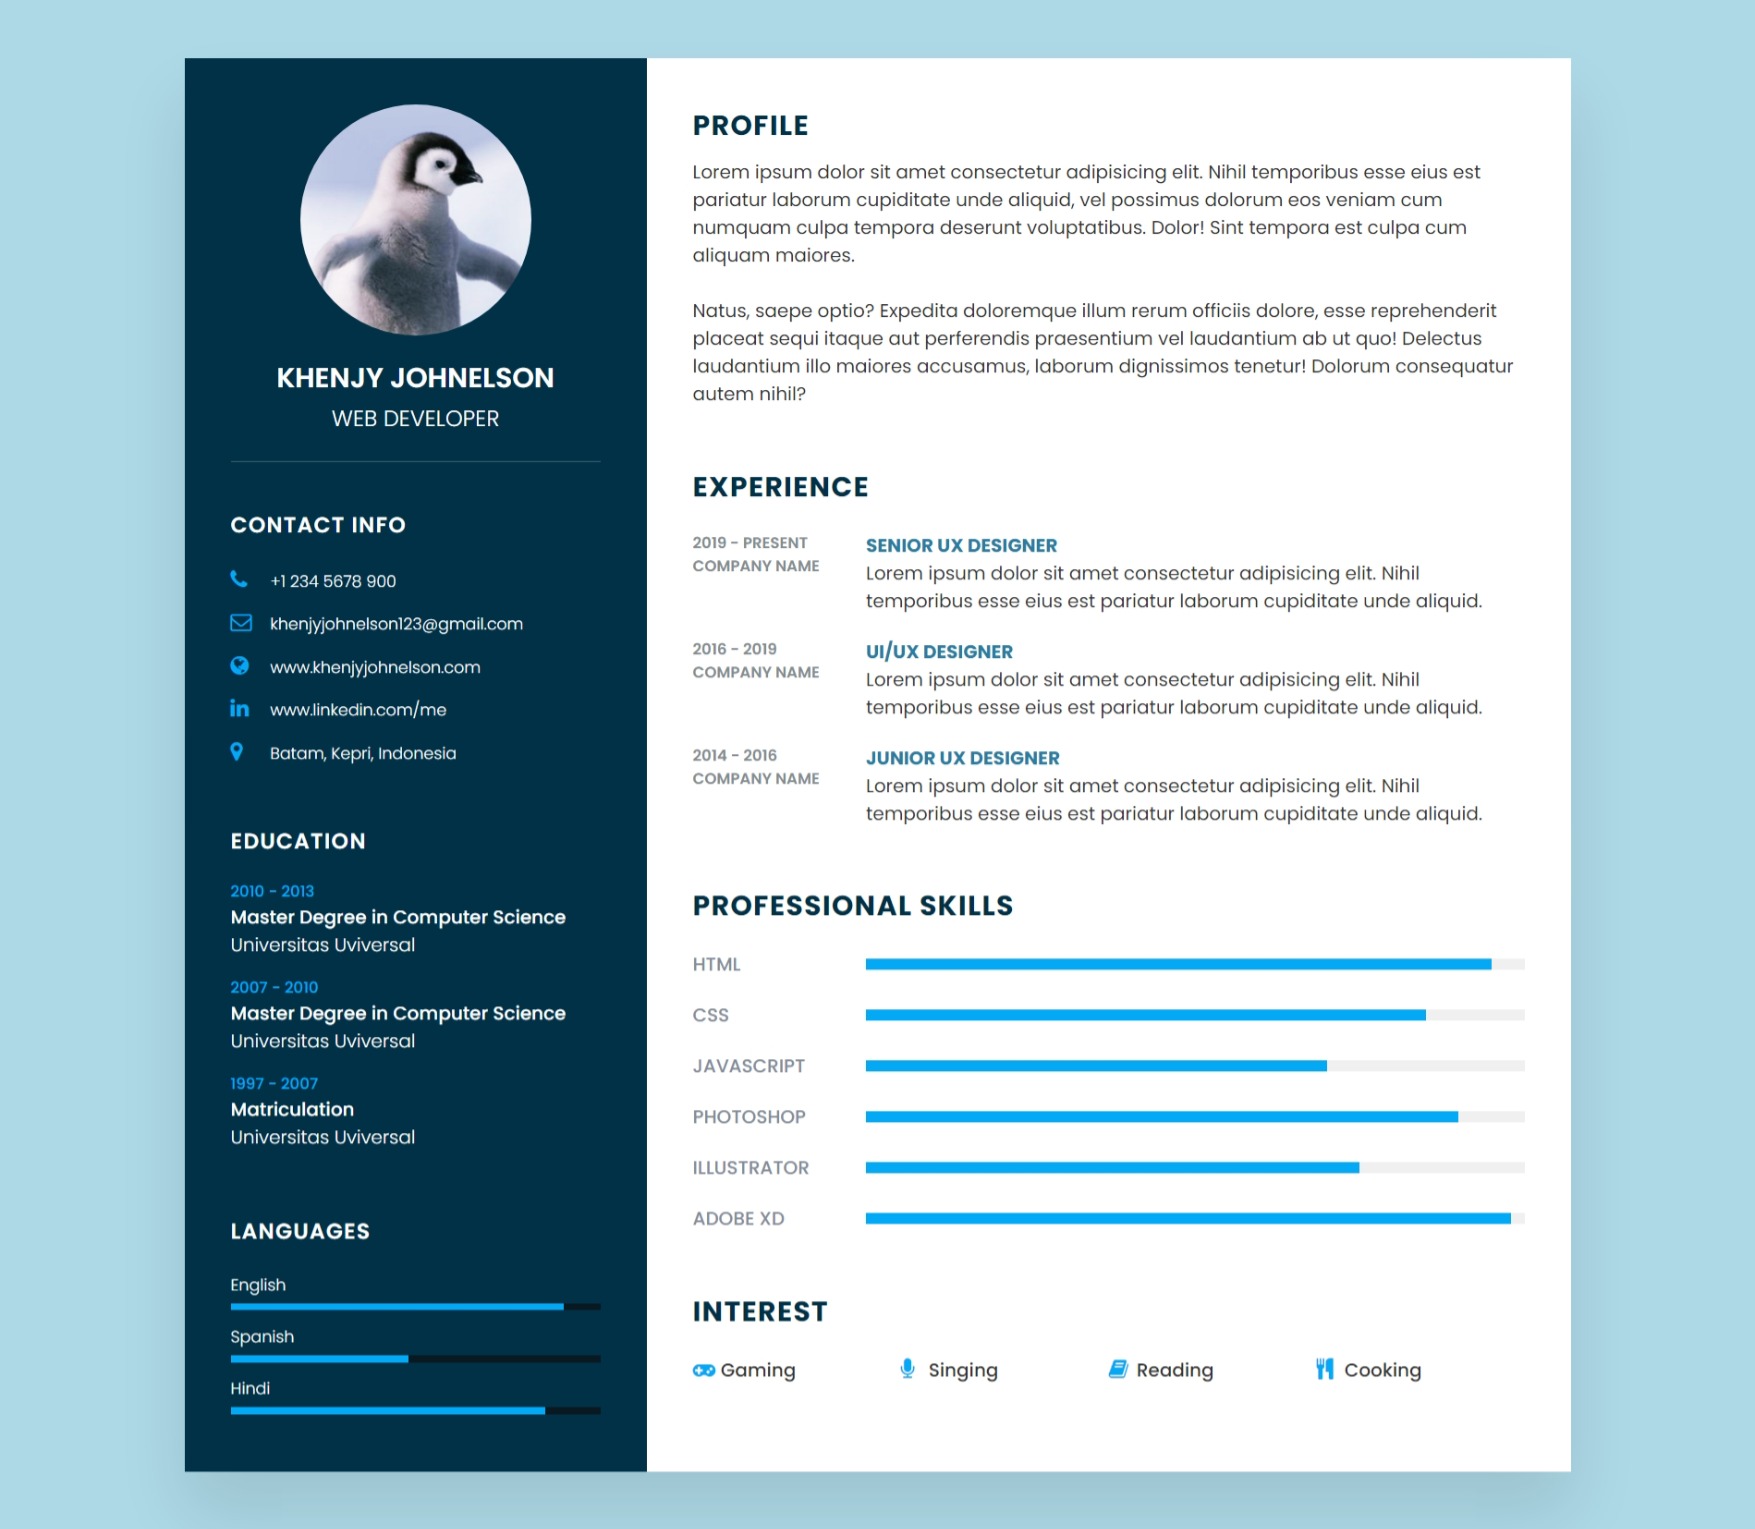 KHENJY JOHNELSON
WEB DEVELOPER
CONTACT INFO
+1 234 5678 900
khenjyjohnelson123@gmail.com
www.khenjyjohnelson.com
www.linkedin.com/me
Batam, Kepri, Indonesia
EDUCATION
2010 - 2013
Master Degree in Computer Science
Universitas Uviversal
2007 - 2010
Master Degree in Computer Science
Universitas Uviversal
1997 - 2007
Matriculation
Universitas Uviversal
LANGUAGES
English
Spanish
Hindi
PROFILE
Lorem ipsum dolor sit amet consectetur adipisicing elit. Nihil temporibus esse eius est
pariatur laborum cupiditate unde aliquid, vel possimus dolorum eos veniam cum
numquam culpa tempora deserunt voluptatibus. Dolor! Sint tempora est culpa cum
aliquam maiores.
Natus, saepe optio? Expedita doloremque illum rerum officiis dolore, esse reprehenderit
placeat sequi itaque aut perferendis praesentium vel laudantium ab ut quo! Delectus
laudantium illo maiores accusamus, laborum dignissimos tenetur! Dolorum consequatur
autem nihil?
EXPERIENCE
2019 - PRESENT
COMPANY NAME
SENIOR UX DESIGNER
Lorem ipsum dolor sit amet consectetur adipisicing elit. Nihil
temporibus esse eius est pariatur laborum cupiditate unde aliquid.
2016 - 2019
COMPANY NAME
UI/UX DESIGNER
Lorem ipsum dolor sit amet consectetur adipisicing elit. Nihil
temporibus esse eius est pariatur laborum cupiditate unde aliquid.
2014 - 2016
COMPANY NAME
JUNIOR UX DESIGNER
Lorem ipsum dolor sit amet consectetur adipisicing elit. Nihil
temporibus esse eius est pariatur laborum cupiditate unde aliquid.
PROFESSIONAL SKILLS
HTML
CSS
JAVASCRIPT
PHOTOSHOP
ILLUSTRATOR
ADOBE XD
INTEREST
Gaming
Singing
Reading
Cooking